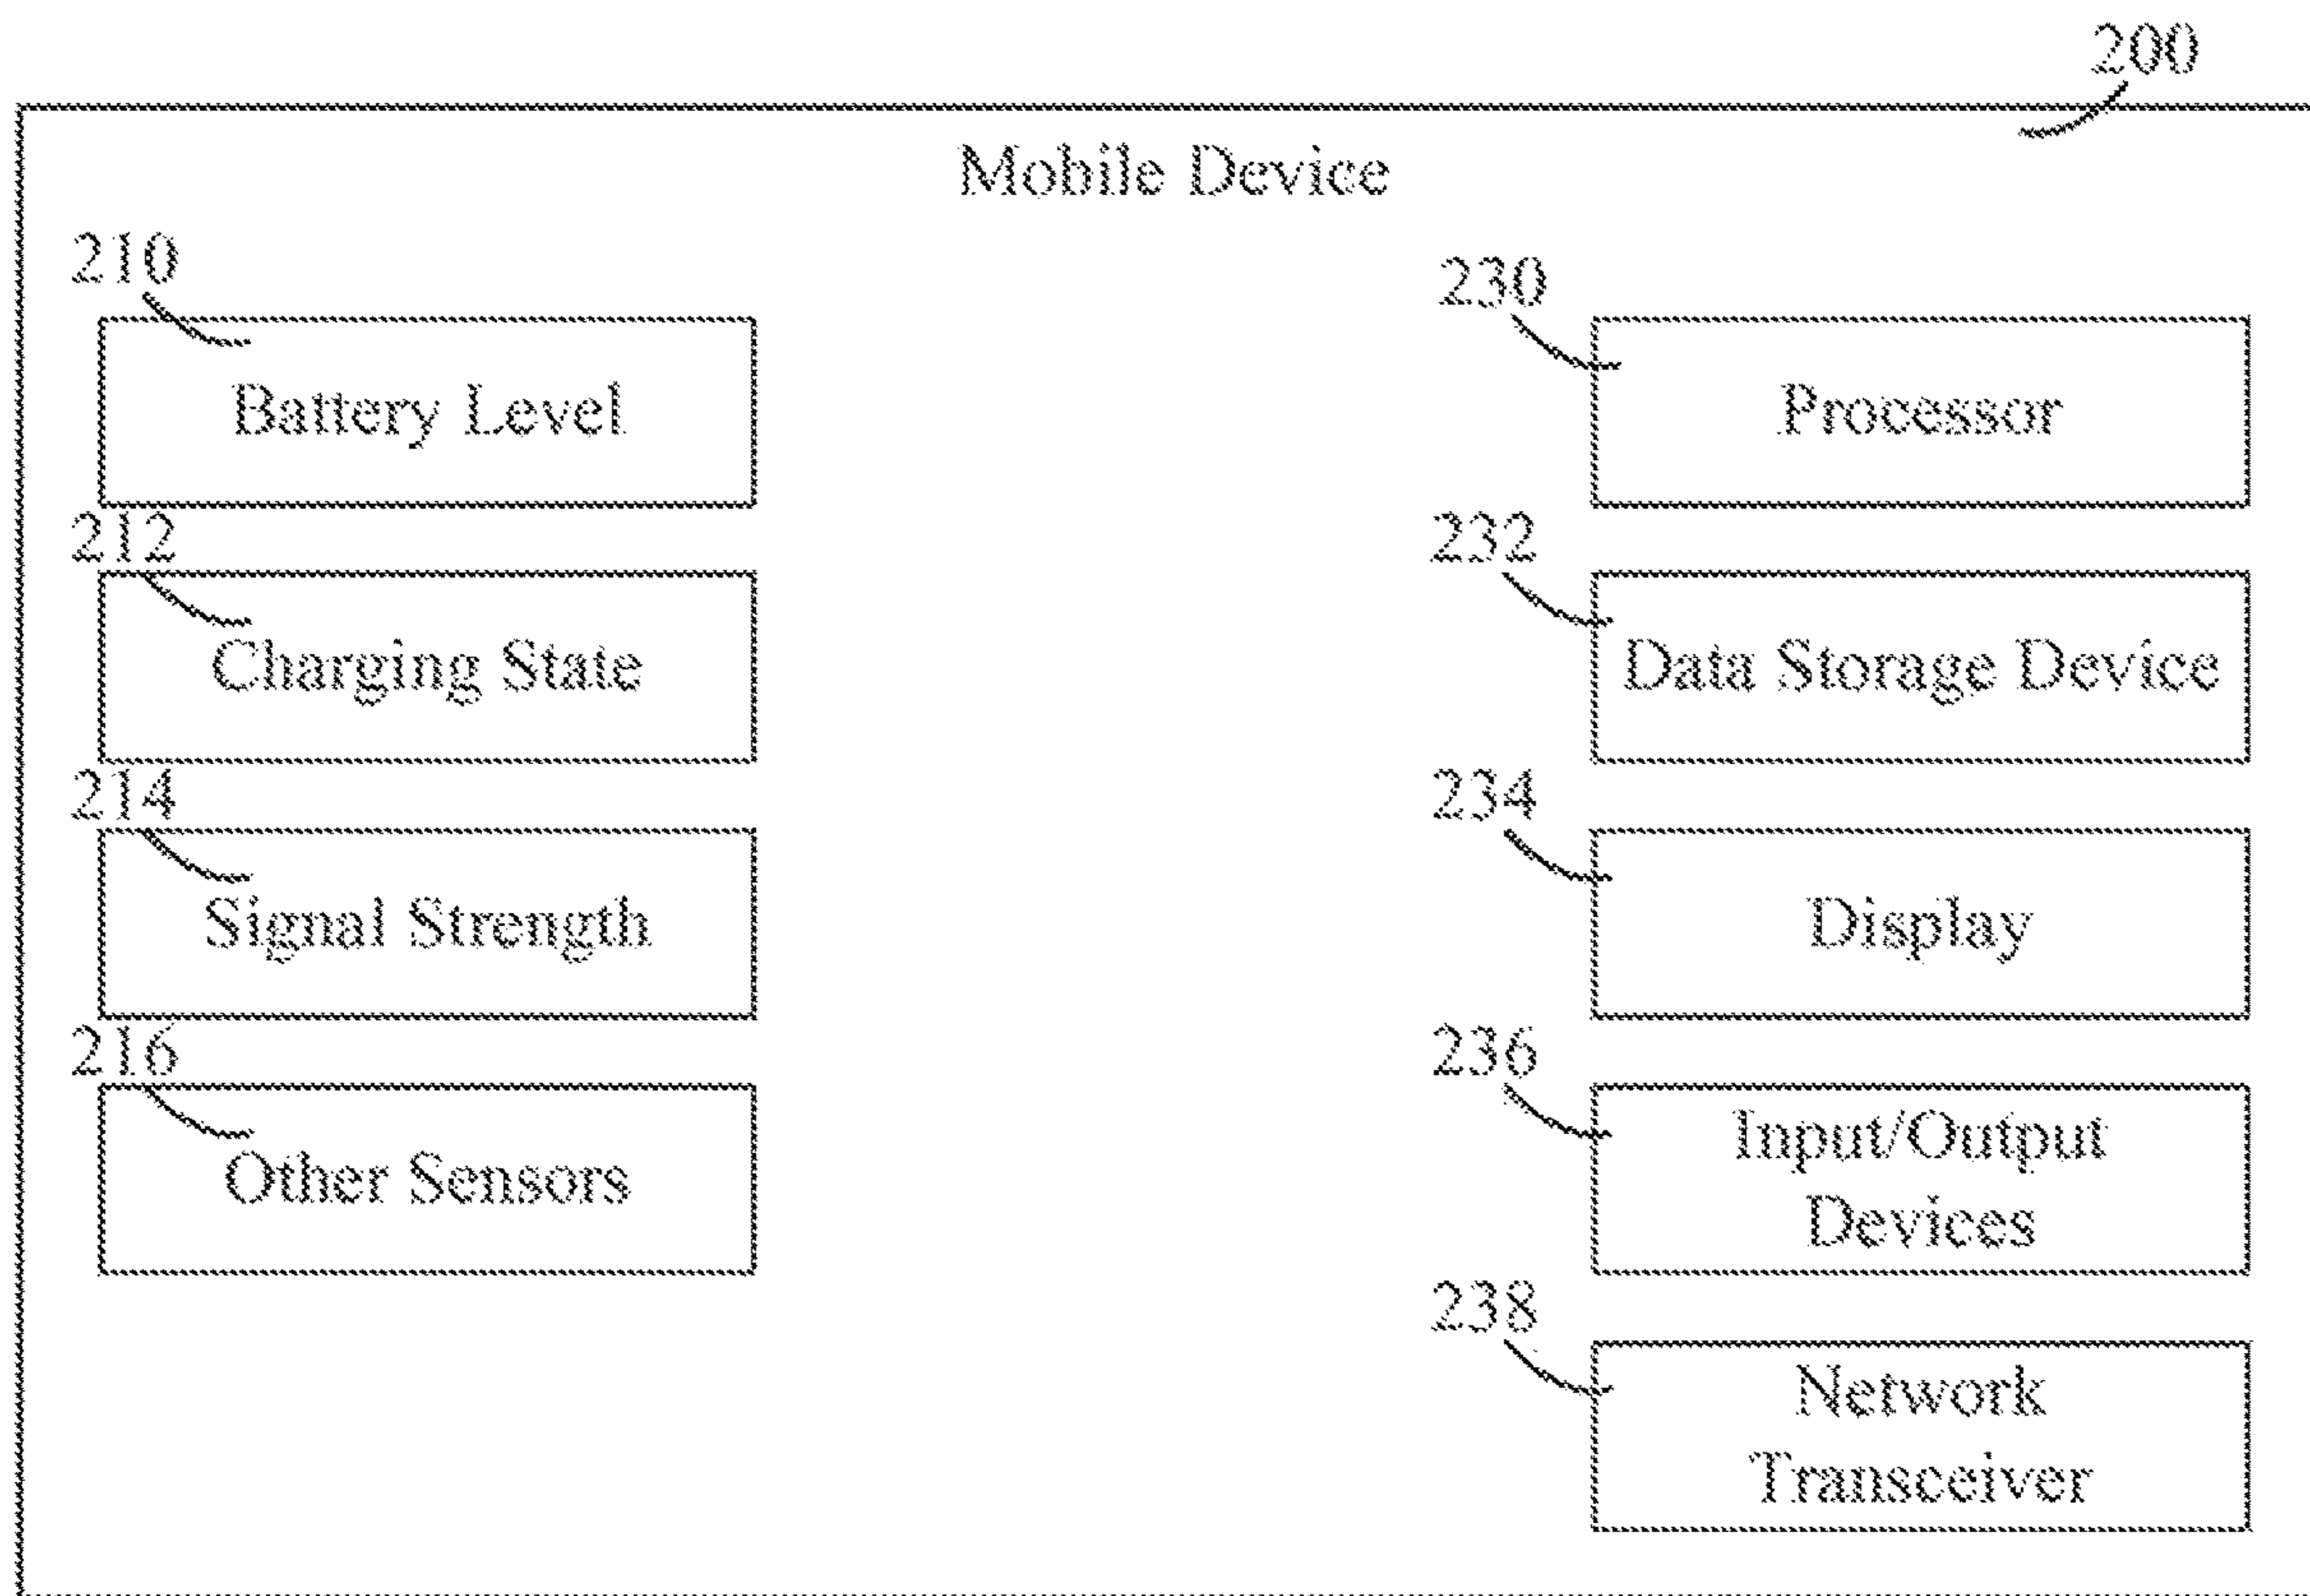 200
Mobile Device
210
Battery Level
212
Charging State
214
Signal Strength
216
Other Sensors
230
Processor
232
Data Storage Device
234
Display
236
Input/Output
Devices
238
Network
Transceiver